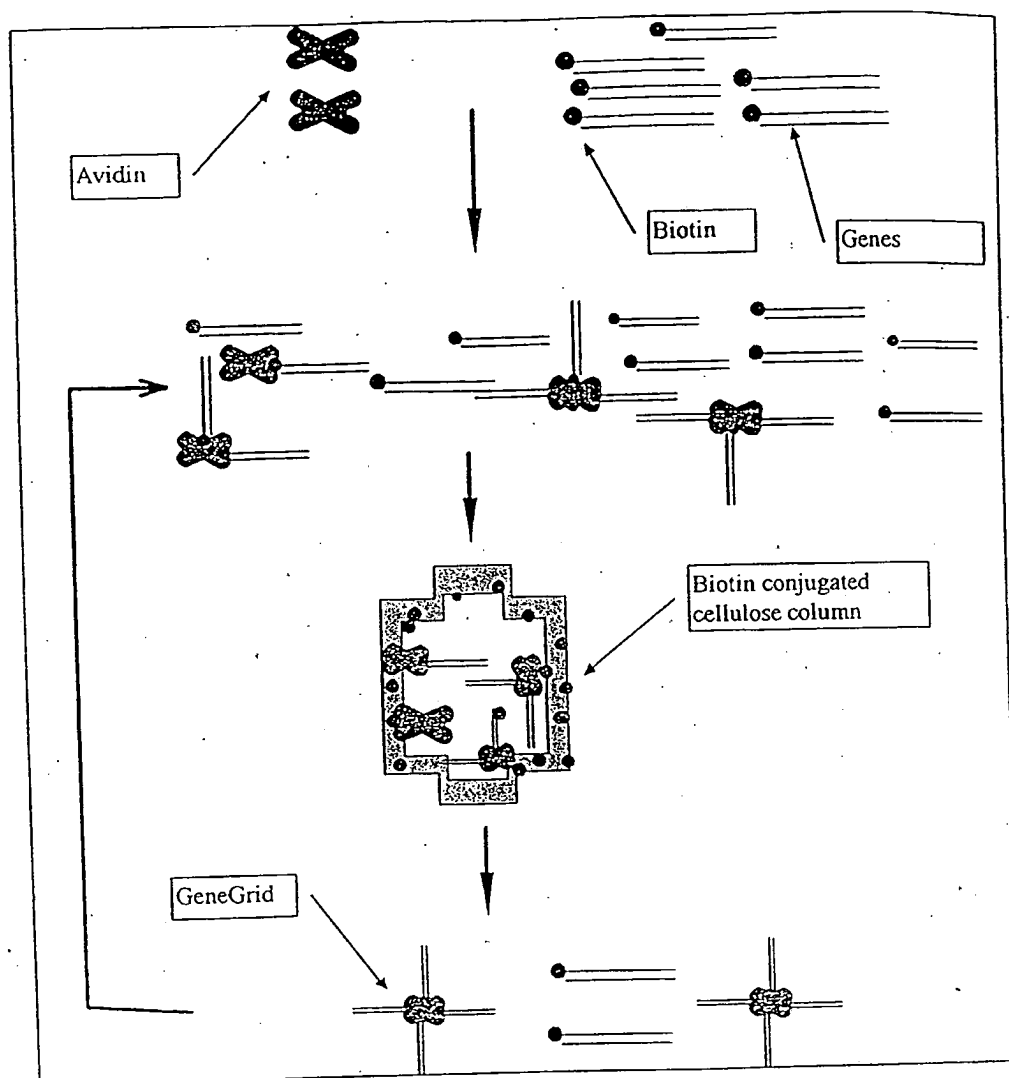 Avidin
Biotin
Genes
Biotin conjugated
cellulose column
GeneGrid